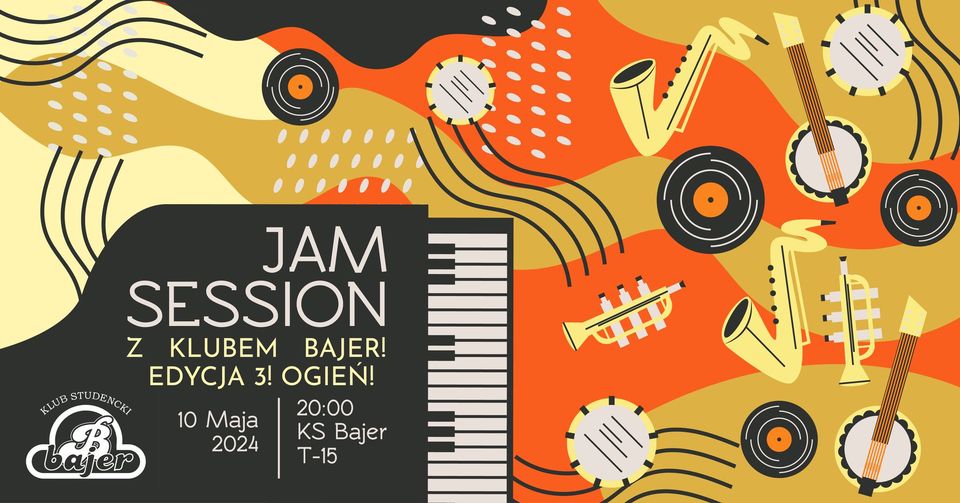 JAM
SESSION
Z KLUBEM BAJER!
EDYCJA 3! OGIEŃ!
10 Maja
2024
20:00
KS Bajer
T-15
KLUB STUDENCKI
B
bajer